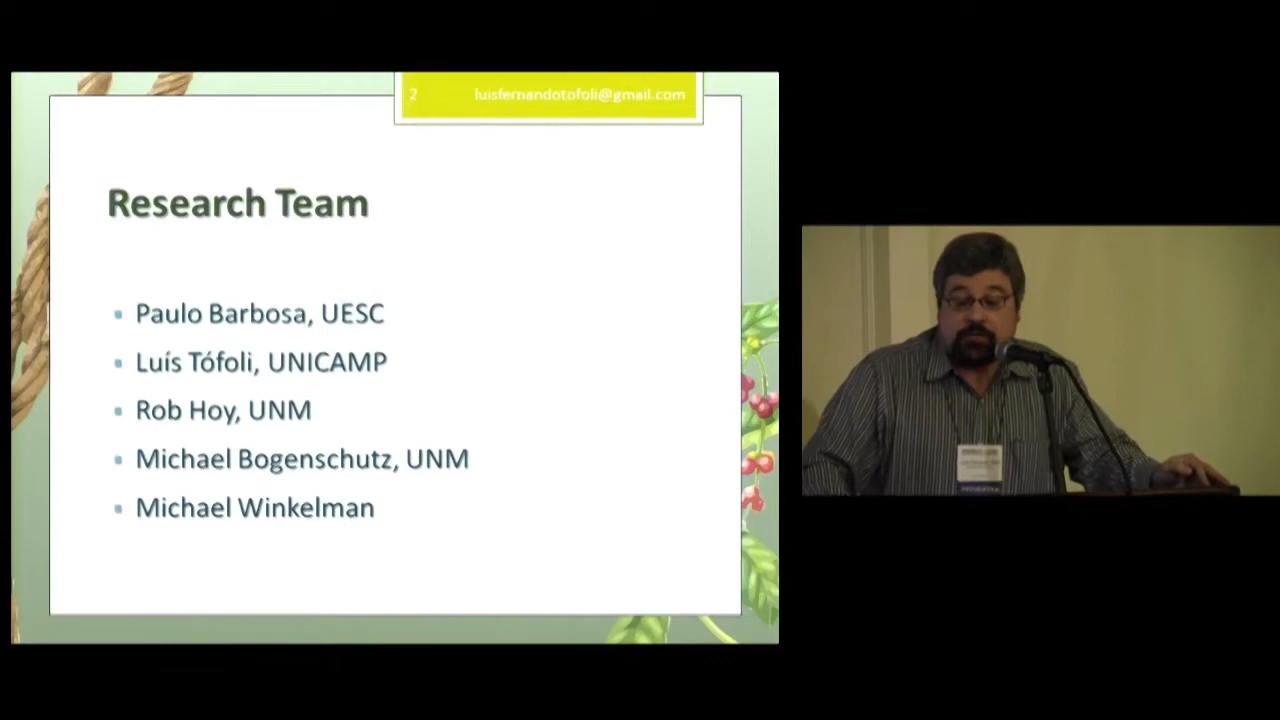 2 luisfernandotofoli@gmail.com
Research Team
Paulo Barbosa, UESC
Luís Tófoli, UNICAMP
Rob Hoy, UNM
Michael Bogenschutz, UNM
Michael Winkelman